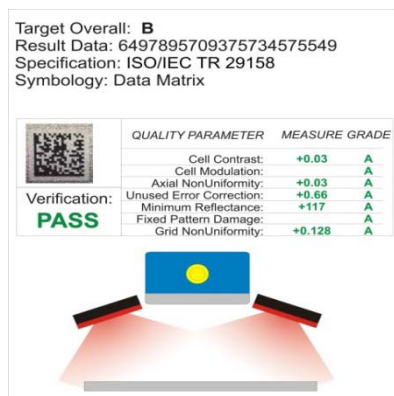 Target Overall: B
Result Data: 6497895709375734575549
Specification: ISO/IEC TR 29158
Symbology: Data Matrix
QUALITY PARAMETER MEASURE GRADE
Cell Contrast: +0.03 A
Cell Modulation: A
Axial NonUniformity: +0.03 A
Unused Error Correction: +0.66 A
Minimum Reflectance: +117 A
Fixed Pattern Damage: A
Grid NonUniformity: +0.128 A
Verification:
PASS